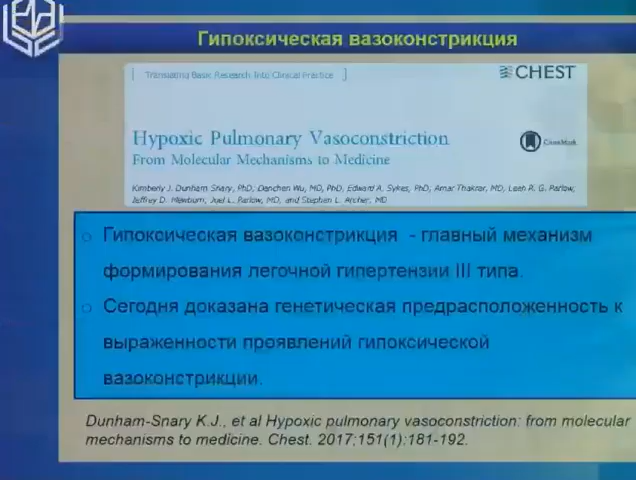 Гипоксическая вазоконстрикция
[ Translating Basic Research Into Clinical Practice ]
CHEST
Hypoxic Pulmonary Vasoconstriction
From Molecular Mechanisms to Medicine
CrossMark
Kimberly J. Dunham-Snary, PhD, Danchen Wu, MD, PhD, Edward A. Sykes, PhD, Amar Thakrar, MD, Leah R. G. Parlow,
Jeffrey D. Mewburn, Joel L. Parlow, MD, and Stephen L. Archer, MD
Гипоксическая вазоконстрикция - главный механизм
формирования легочной гипертензии III типа.
Сегодня доказана генетическая предрасположенность к
выраженности проявлений гипоксической
вазоконстрикции.
Dunham-Snary K.J., et al Hypoxic pulmonary vasoconstriction: from molecular
mechanisms to medicine. Chest. 2017;151(1):181-192.